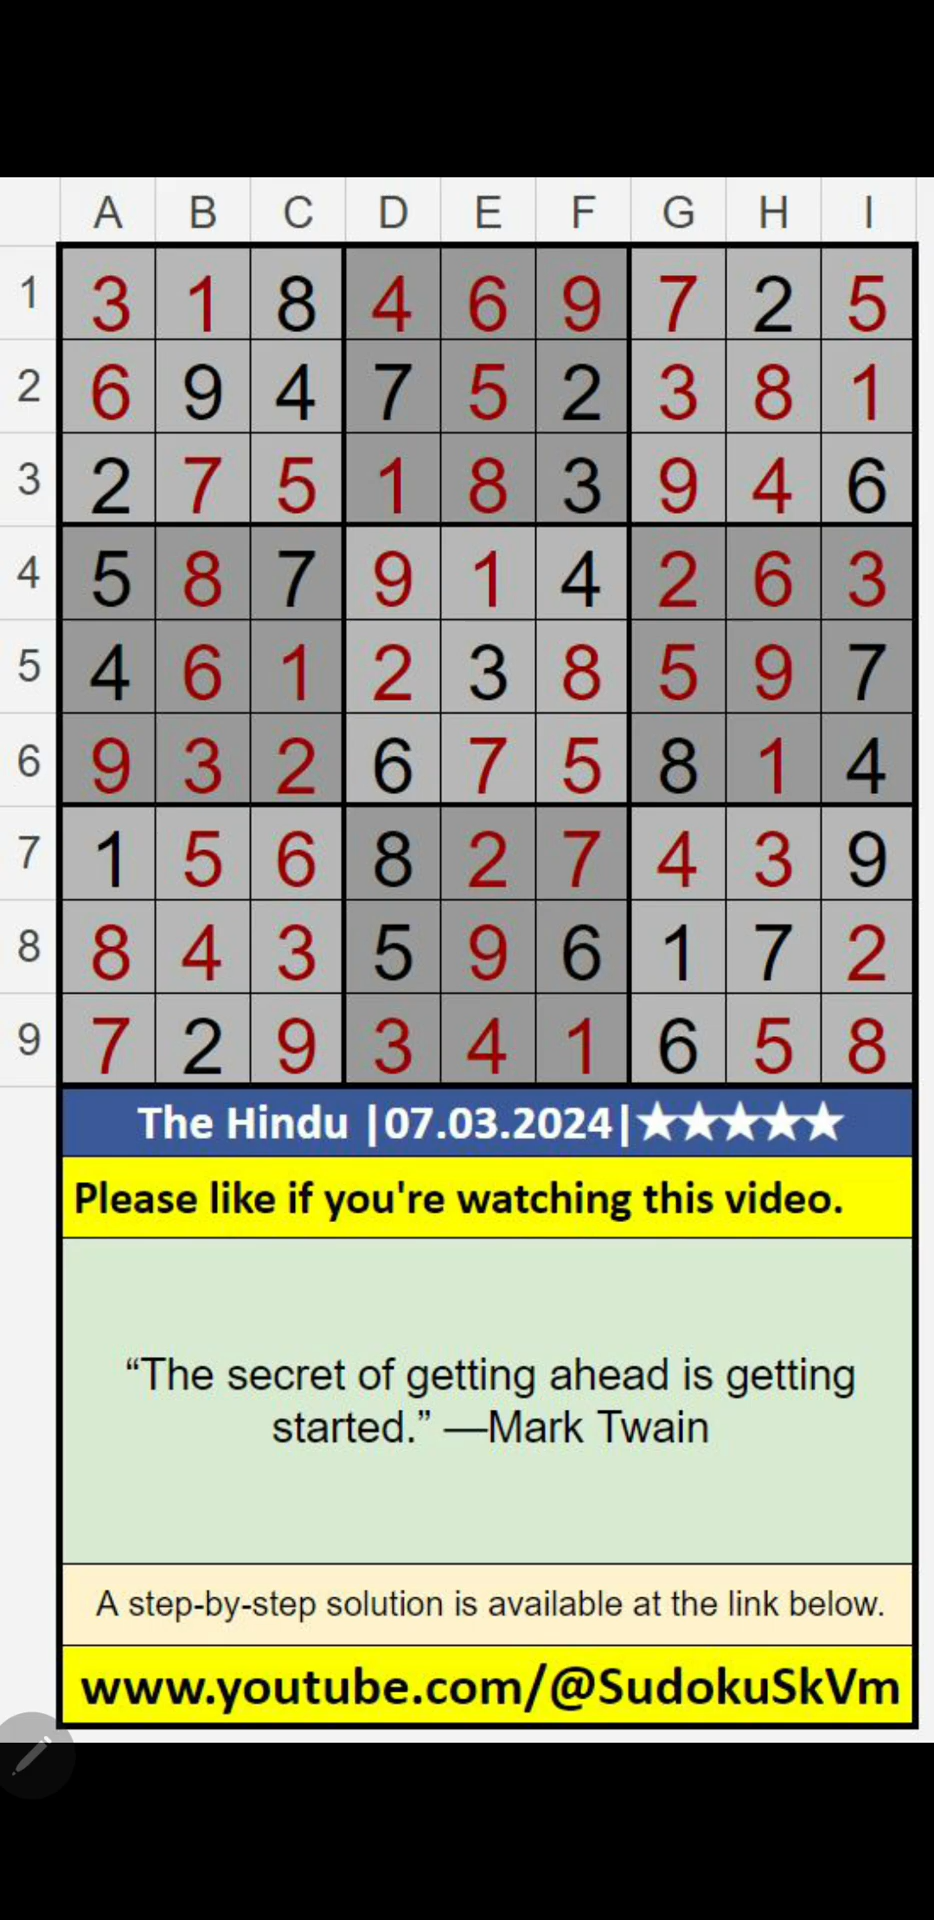 A B C D E F G H I
1 3 1 8 4 6 9 7 2 5
2 6 9 4 7 5 2 3 8 1
3 2 7 5 1 8 3 9 4 6
4 5 8 7 9 1 4 2 6 3
5 4 6 1 2 3 8 5 9 7
6 9 3 2 6 7 5 8 1 4
7 1 5 6 8 2 7 4 3 9
8 8 4 3 5 9 6 1 7 2
9 7 2 9 3 4 1 6 5 8
The Hindu |07.03.2024|★★★★★
Please like if you're watching this video.
“The secret of getting ahead is getting
started.” —Mark Twain
A step-by-step solution is available at the link below.
www.youtube.com/@SudokuSkVm